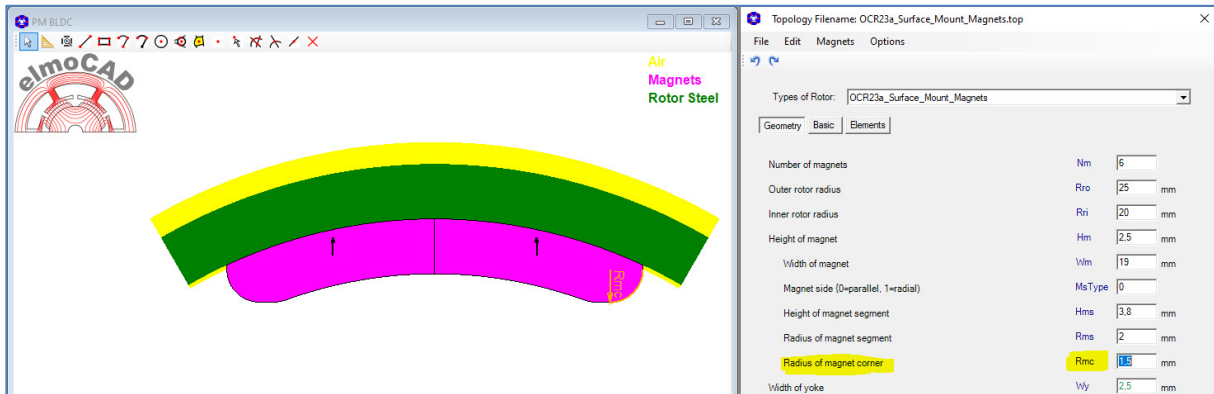 PM BLDC
elmoCAD
Air
Magnets
Rotor Steel
Rmc
Topology Filename: OCR23a_Surface_Mount_Magnets.top
File Edit Magnets Options
Types of Rotor: OCR23a_Surface_Mount_Magnets
Geometry Basic Elements
Number of magnets Nm 6
Outer rotor radius Rro 25 mm
Inner rotor radius Rri 20 mm
Height of magnet Hm 2,5 mm
Width of magnet Wm 19 mm
Magnet side (0=parallel, 1=radial) MsType 0
Height of magnet segment Hms 3,8 mm
Radius of magnet segment Rms 2 mm
Radius of magnet corner Rmc 1.5 mm
Width of yoke Wy 2.5 mm